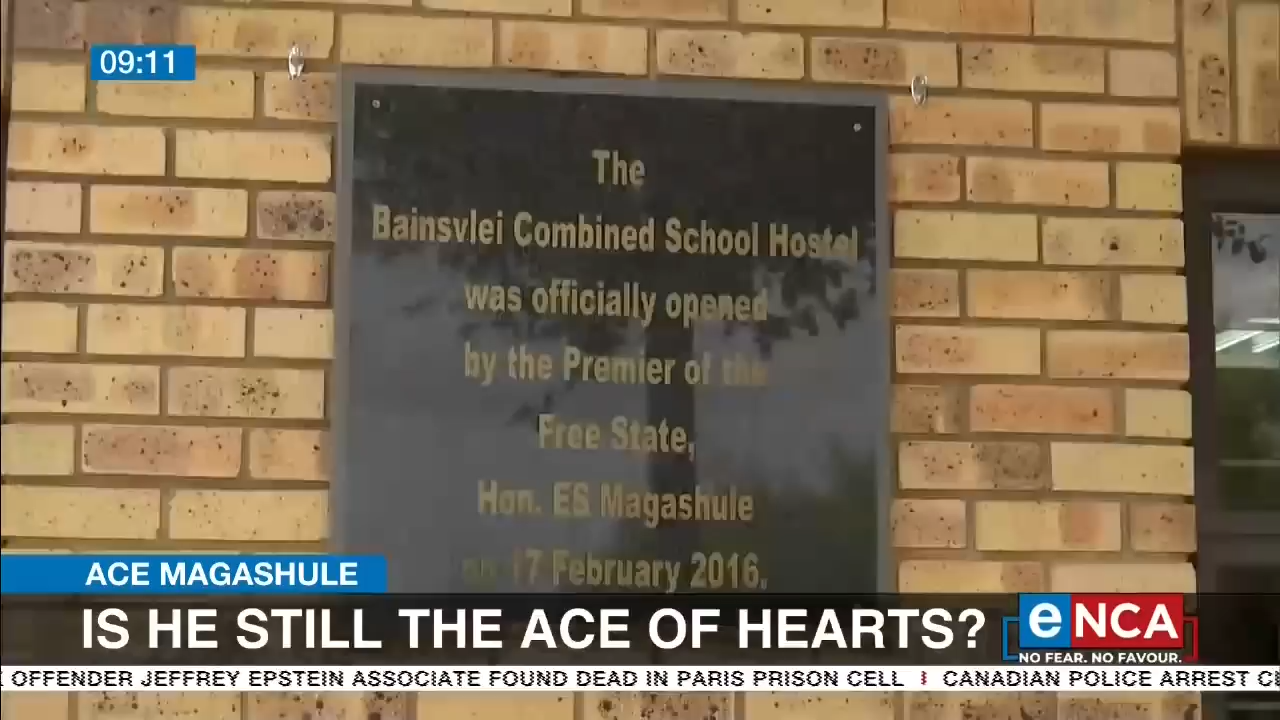 09:11
The
Bainsvlei Combined School Hostel
was officially opened
by the Premier of the
Free State,
Hon. ES Magashule
on 17 February 2016.
ACE MAGASHULE
IS HE STILL THE ACE OF HEARTS?
eNCA
NO FEAR. NO FAVOUR.
OFFENDER JEFFREY EPSTEIN ASSOCIATE FOUND DEAD IN PARIS PRISON CELL CANADIAN POLICE ARREST